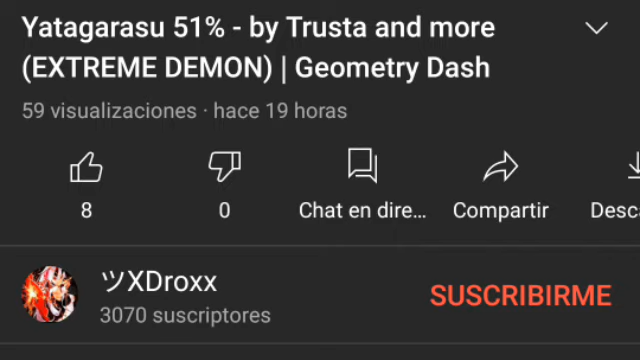 Yatagarasu 51% - by Trusta and more
(EXTREME DEMON) | Geometry Dash
59 visualizaciones · hace 19 horas
8 0 Chat en dire... Compartir Desc
ツXDroxx
SUSCRIBIRME
3070 suscriptores